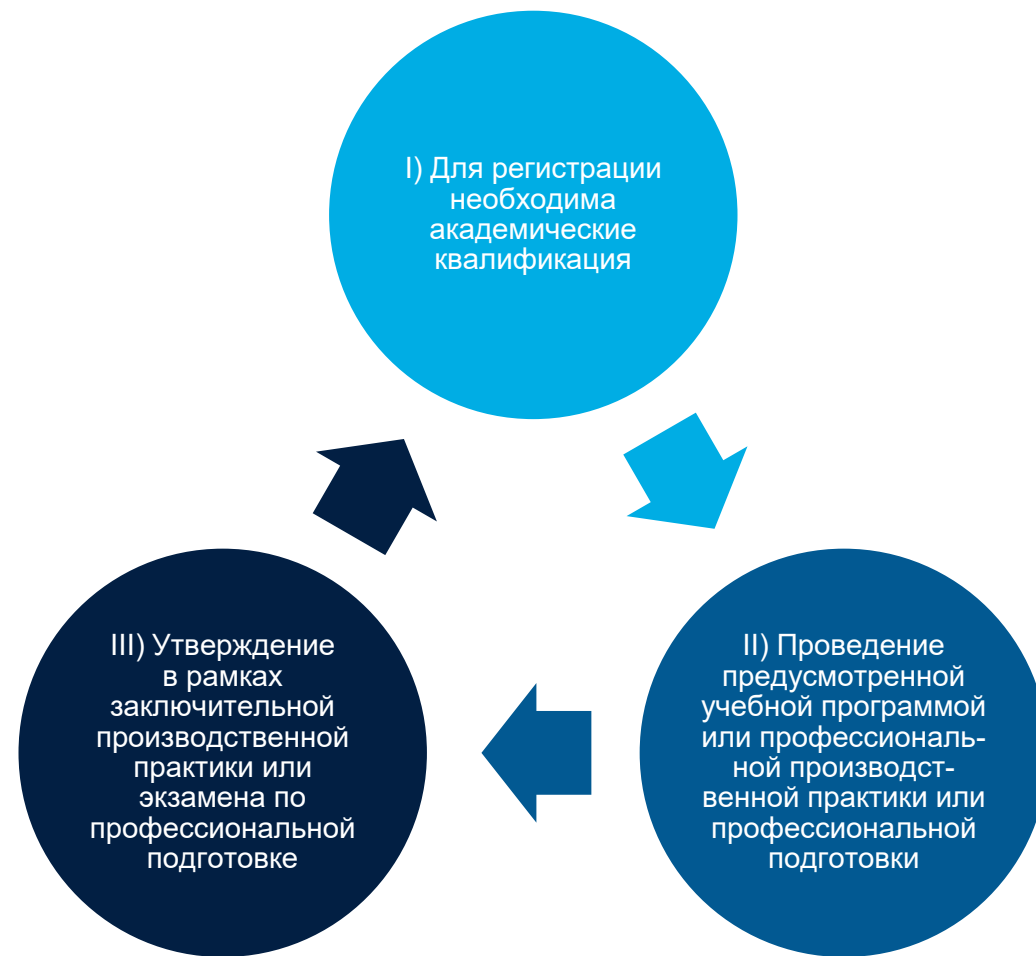 I) Для регистрации
необходима
академические
квалификация
II) Проведение
предусмотренной
учебной программой
или профессиональ-
ной производст-
венной практики или
профессиональной
подготовки
III) Утверждение
в рамках
заключительной
производственной
практики или
экзамена по
профессиональной
подготовке